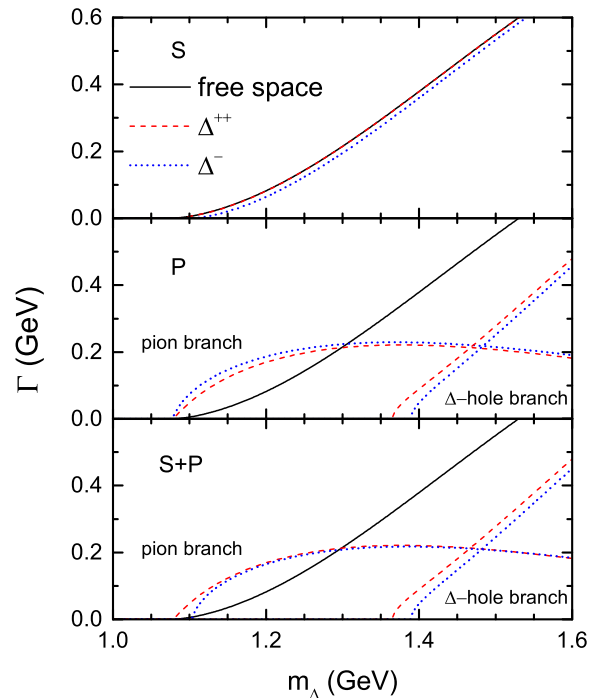 0.6
S
free space
0.4
Δ++
0.2
Δ−
0.0
P
0.4
pion branch
0.2
Δ−hole branch
0.0
S+P
0.4
pion branch
0.2
Δ−hole branch
0.0
1.0 1.2 1.4 1.6
m_Δ (GeV)
Γ (GeV)